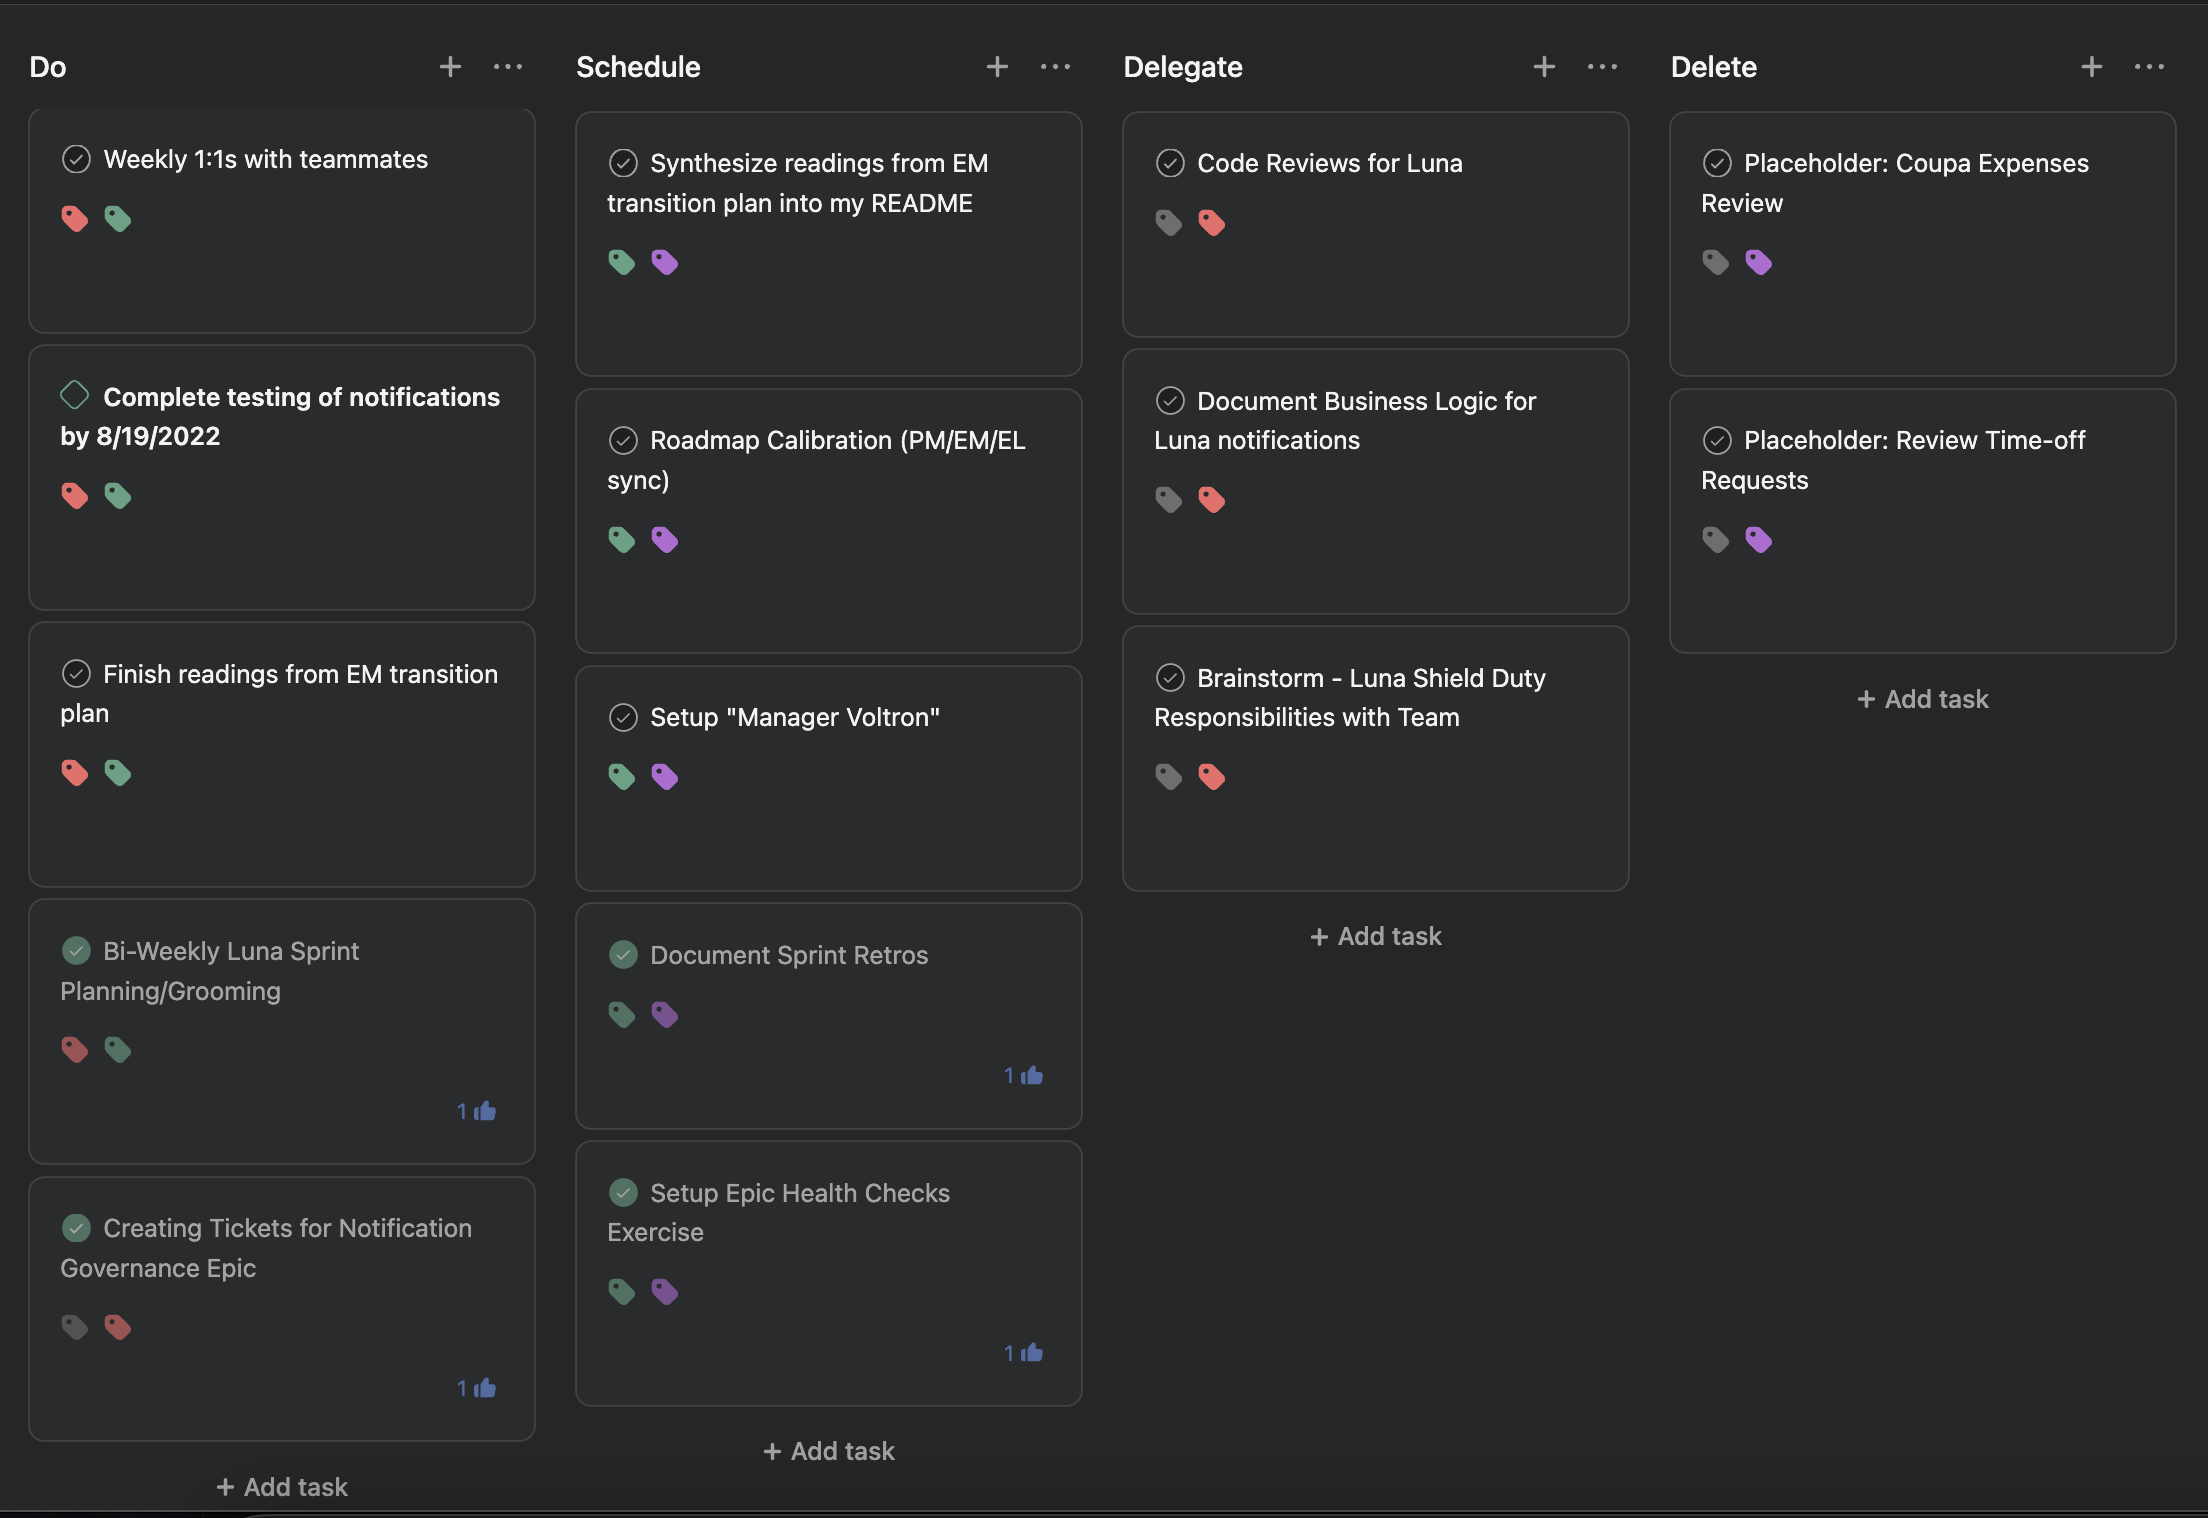 Do
Weekly 1:1s with teammates
Complete testing of notifications
by 8/19/2022
Finish readings from EM transition
plan
Bi-Weekly Luna Sprint
Planning/Grooming
1
Creating Tickets for Notification
Governance Epic
1
+ Add task
Schedule
Synthesize readings from EM
transition plan into my README
Roadmap Calibration (PM/EM/EL
sync)
Setup "Manager Voltron"
Document Sprint Retros
1
Setup Epic Health Checks
Exercise
1
+ Add task
Delegate
Code Reviews for Luna
Document Business Logic for
Luna notifications
Brainstorm - Luna Shield Duty
Responsibilities with Team
+ Add task
Delete
Placeholder: Coupa Expenses
Review
Placeholder: Review Time-off
Requests
+ Add task